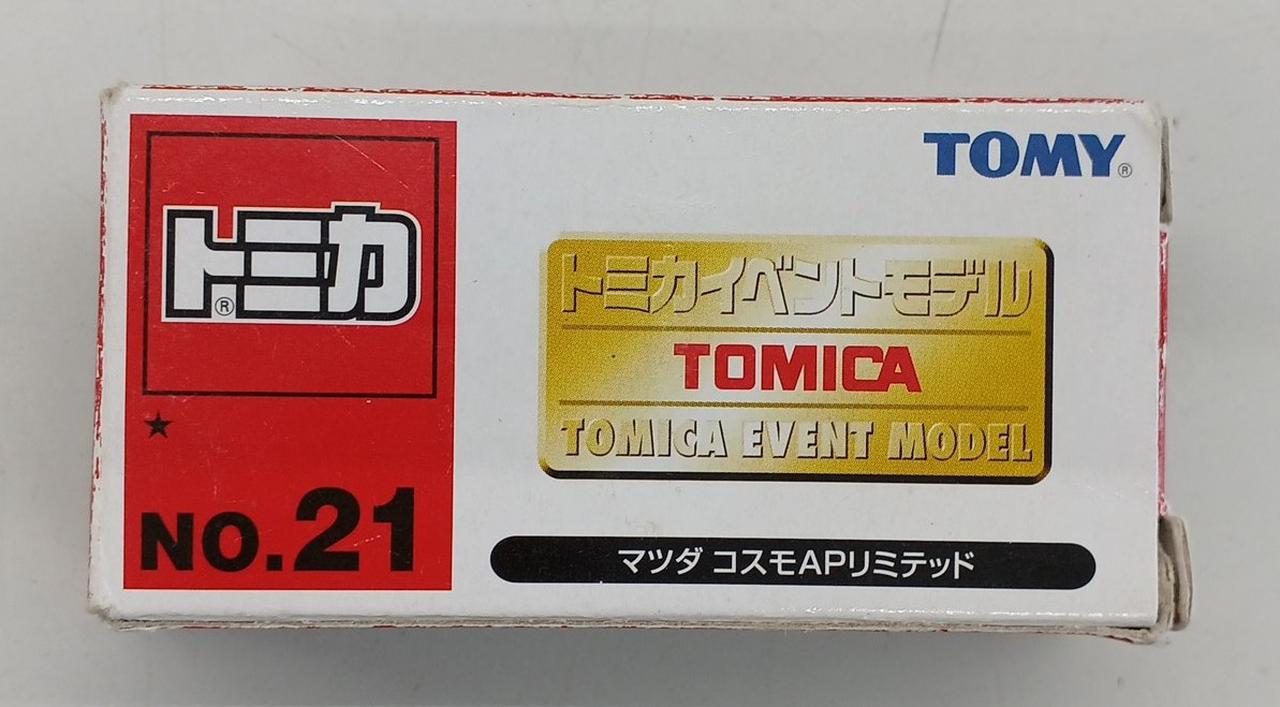 トミカ®
★
NO.21
TOMY®
トミカイベントモデル
TOMICA
TOMICA EVENT MODEL
マツダ コスモAPリミテッド